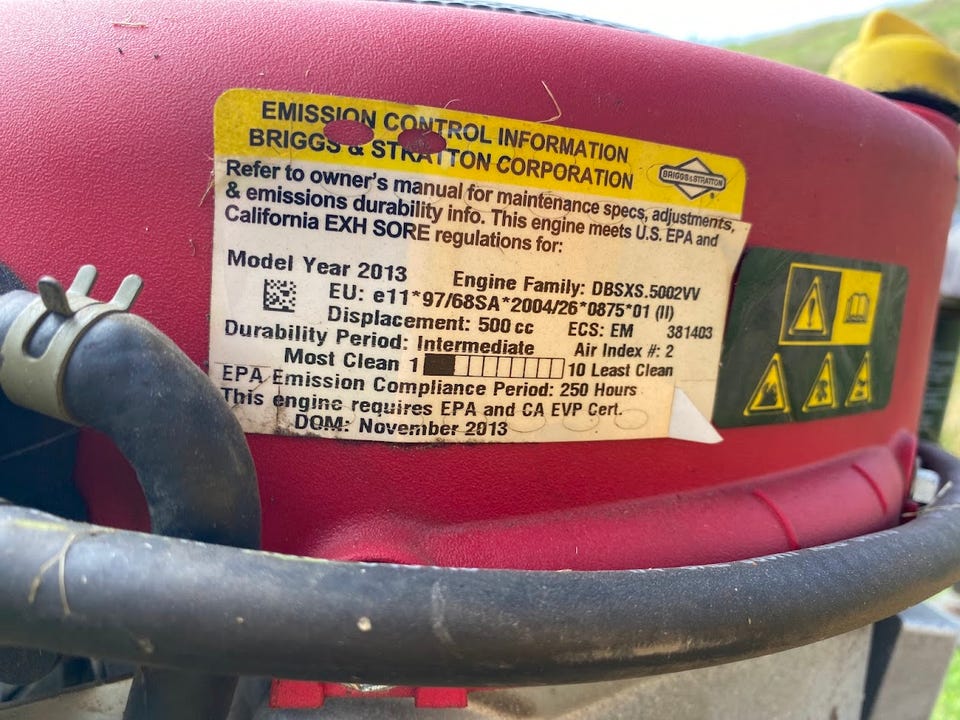 EMISSION CONTROL INFORMATION
BRIGGS & STRATTON CORPORATION
BRIGGS & STRATTON
Refer to owner's manual for maintenance specs, adjustments,
& emissions durability info. This engine meets U.S. EPA and
California EXH SORE regulations for:
Model Year 2013 Engine Family: DBSXS.5002VV
EU: e11*97/68SA*2004/26*0875*01 (II)
Displacement: 500 cc ECS: EM 381403
Durability Period: Intermediate Air Index #: 2
Most Clean 1 10 Least Clean
EPA Emission Compliance Period: 250 Hours
This engine requires EPA and CA EVP Cert.
DOM: November 2013